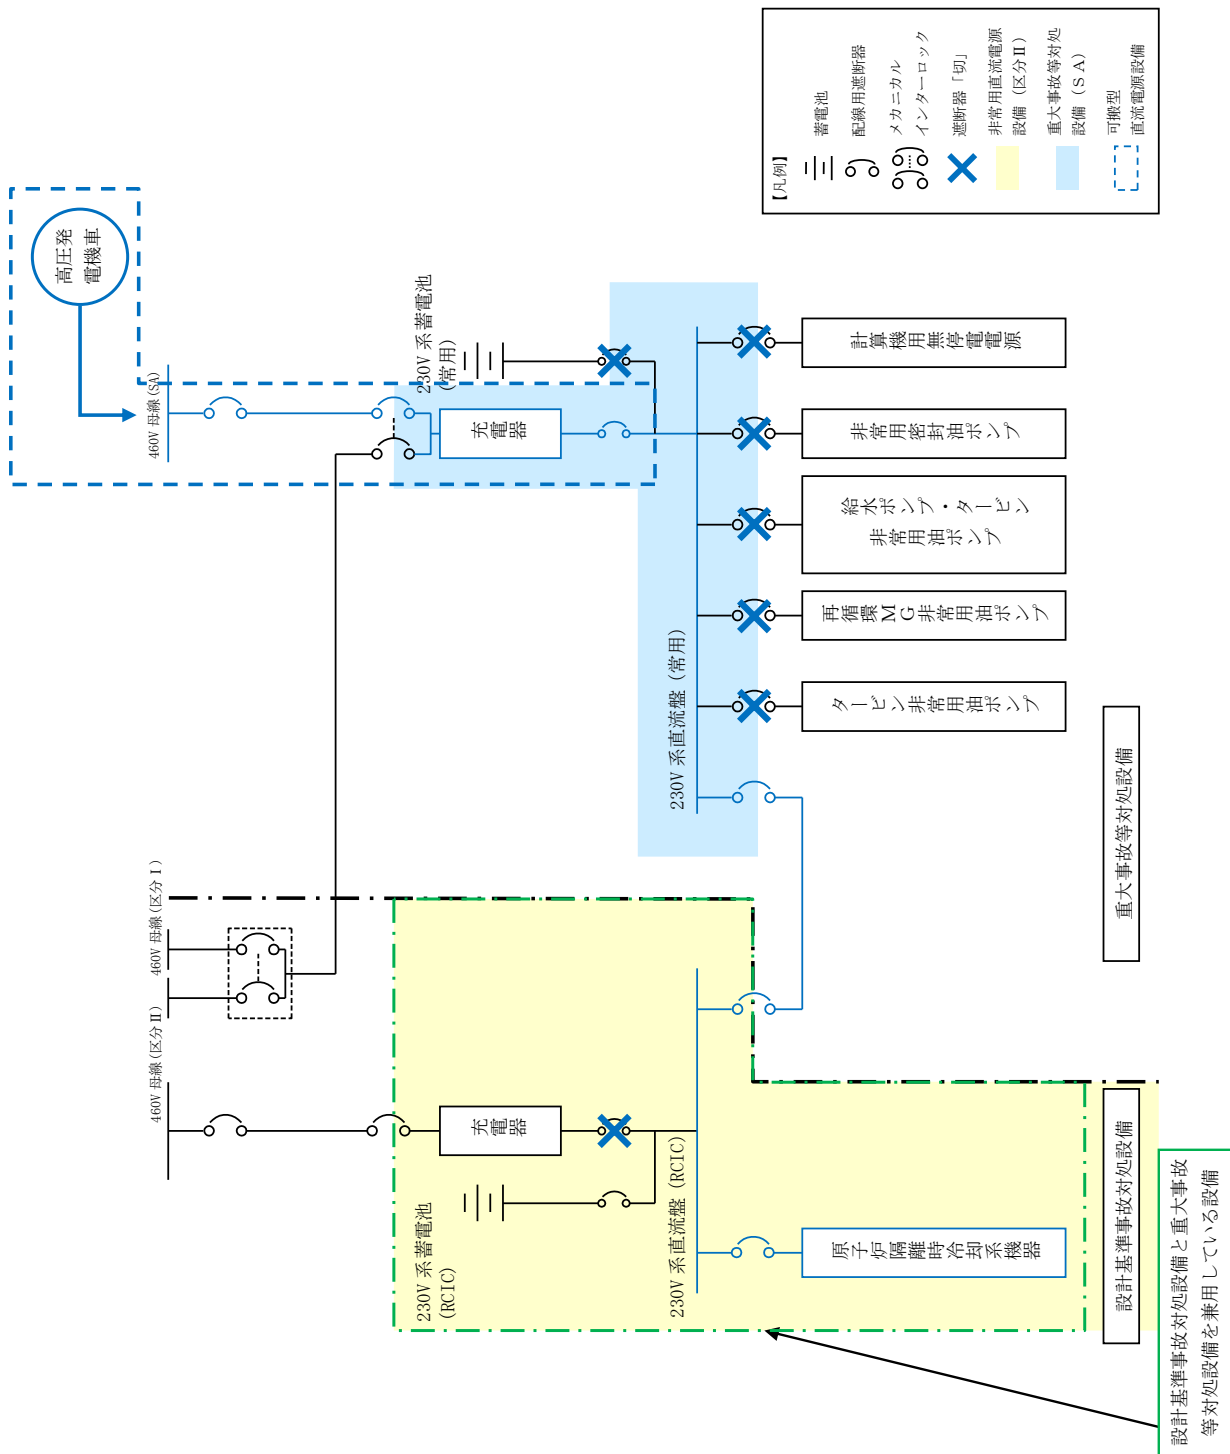 【凡例】
蓄電池
配線用遮断器
メカニカル
インターロック
遮断器「切」
非常用直流電源
設備（区分Ⅱ）
重大事故等対処
設備（ＳＡ）
可搬型
直流電源設備
高圧発
電機車
460V 母線(SA)
230V 系蓄電池
(常用)
充電器
230V 系直流盤 (常用)
計算機用無停電電源
非常用密封油ポンプ
給水ポンプ・タービン
非常用油ポンプ
再循環ＭＧ非常用油ポンプ
タービン非常用油ポンプ
重大事故等対処設備
460V 母線(区分Ⅰ)
460V 母線(区分Ⅱ)
充電器
230V 系蓄電池
(RCIC)
230V 系直流盤 (RCIC)
原子炉隔離時冷却系機器
設計基準事故対処設備
設計基準事故対処設備と重大事故
等対処設備を兼用している設備